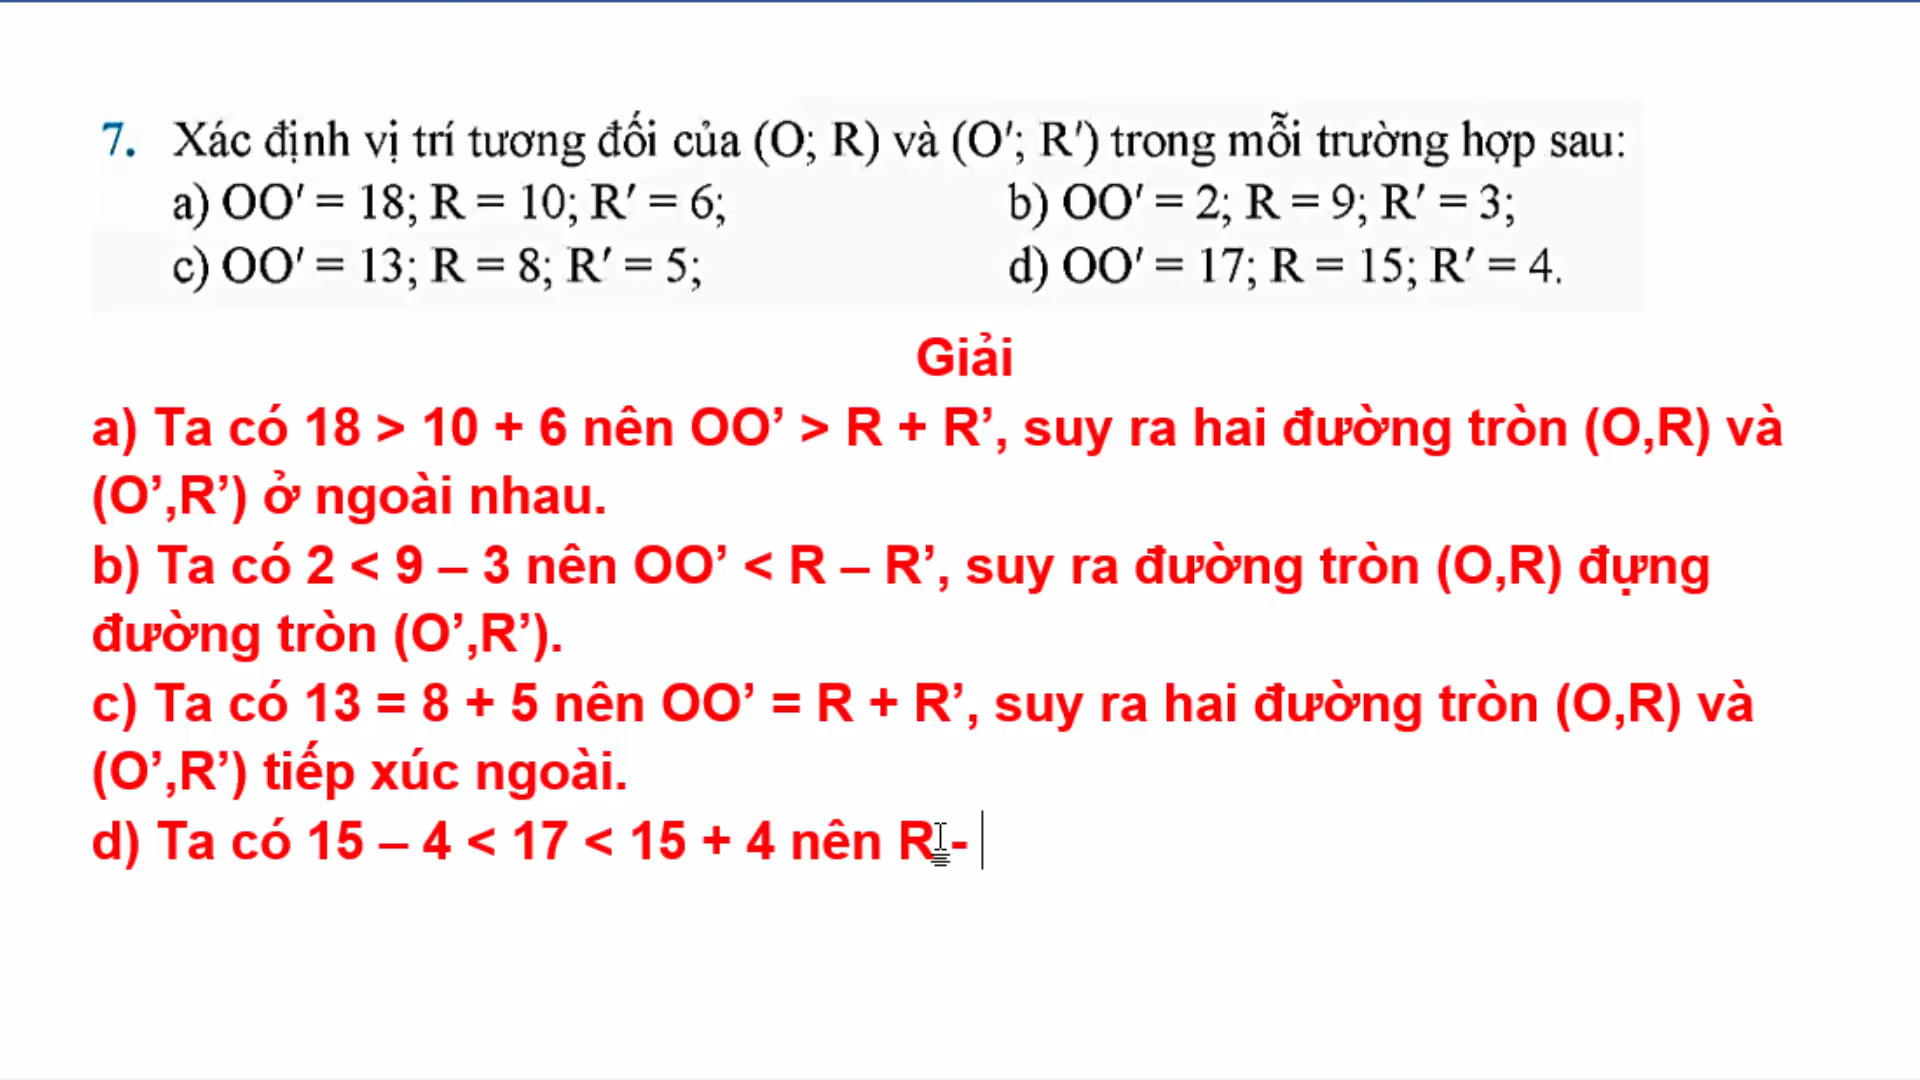 7. Xác định vị trí tương đối của (O; R) và (O′; R′) trong mỗi trường hợp sau:
a) OO′ = 18; R = 10; R′ = 6; b) OO′ = 2; R = 9; R′ = 3;
c) OO′ = 13; R = 8; R′ = 5; d) OO′ = 17; R = 15; R′ = 4.
Giải
a) Ta có 18 > 10 + 6 nên OO’ > R + R’, suy ra hai đường tròn (O,R) và
(O’,R’) ở ngoài nhau.
b) Ta có 2 < 9 – 3 nên OO’ < R – R’, suy ra đường tròn (O,R) đựng
đường tròn (O’,R’).
c) Ta có 13 = 8 + 5 nên OO’ = R + R’, suy ra hai đường tròn (O,R) và
(O’,R’) tiếp xúc ngoài.
d) Ta có 15 – 4 < 17 < 15 + 4 nên R -